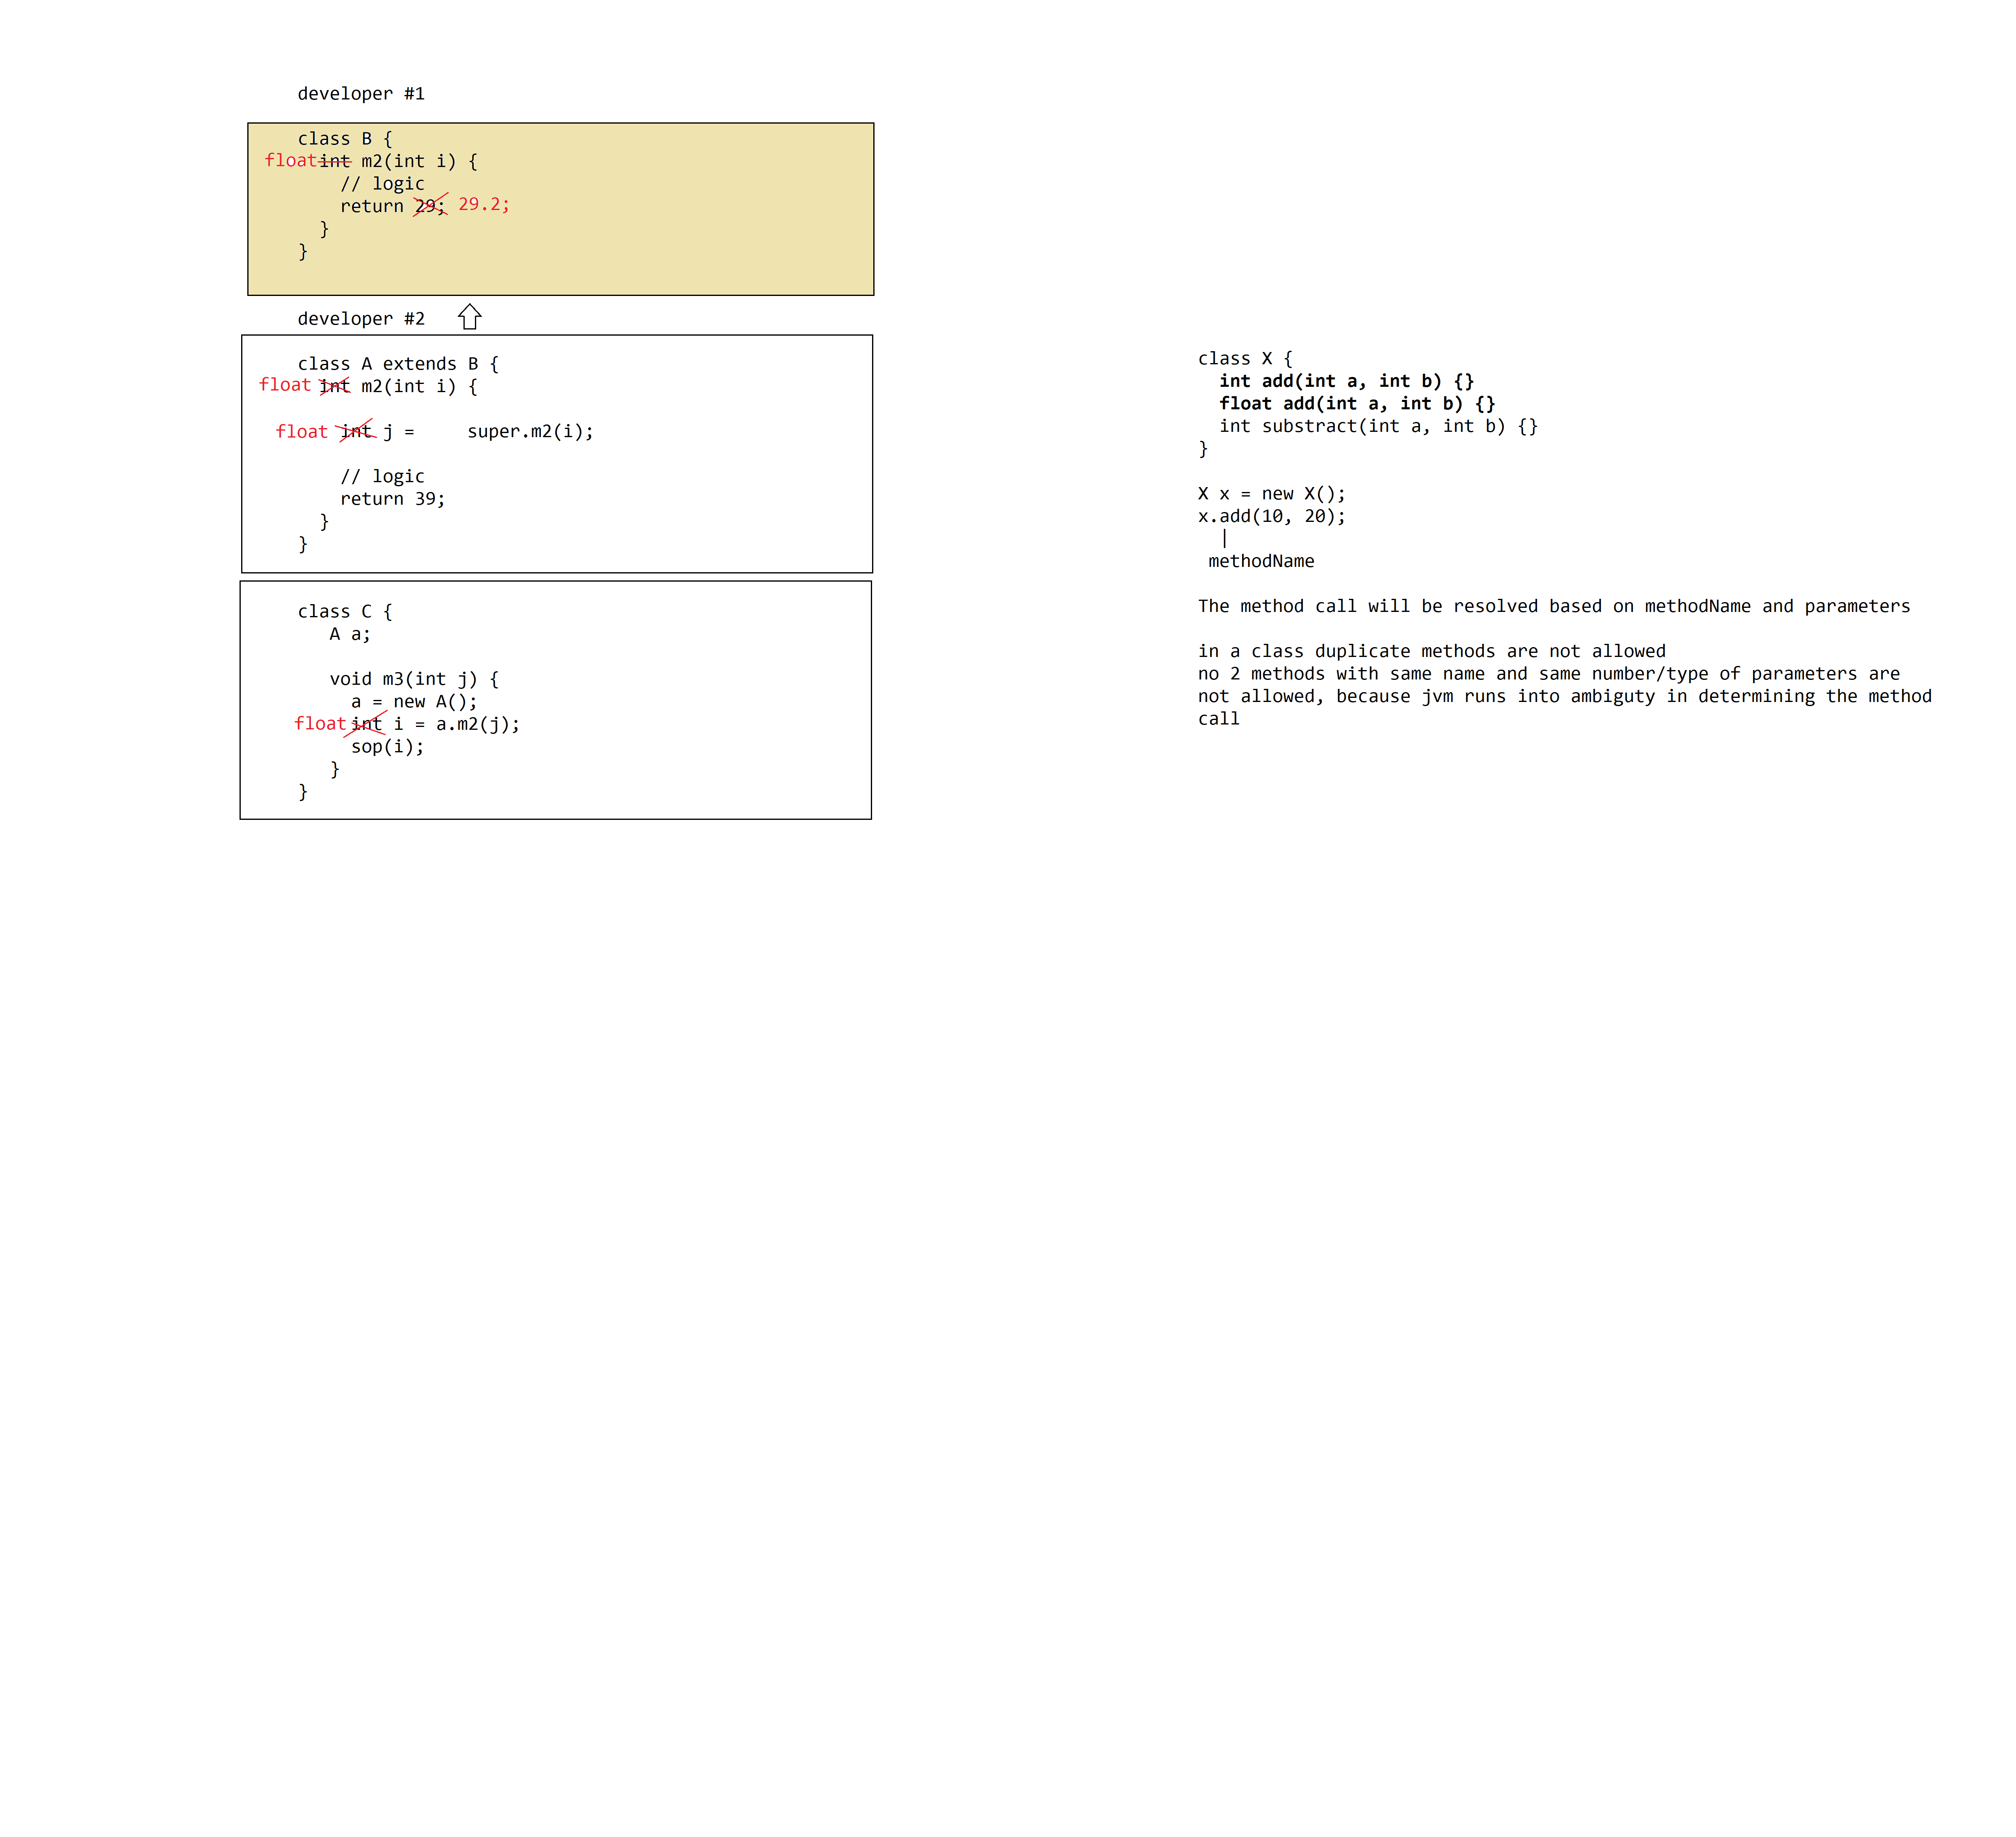 developer #1
class B {
float int m2(int i) {
// logic
return 29; 29.2;
}
}
developer #2
class A extends B {
float int m2(int i) {
float int j = super.m2(i);
// logic
return 39;
}
}
class C {
A a;
void m3(int j) {
a = new A();
float int i = a.m2(j);
sop(i);
}
}
class X {
int add(int a, int b) {}
float add(int a, int b) {}
int substract(int a, int b) {}
}
X x = new X();
x.add(10, 20);
|
methodName
The method call will be resolved based on methodName and parameters
in a class duplicate methods are not allowed
no 2 methods with same name and same number/type of parameters are
not allowed, because jvm runs into ambiguty in determining the method
call